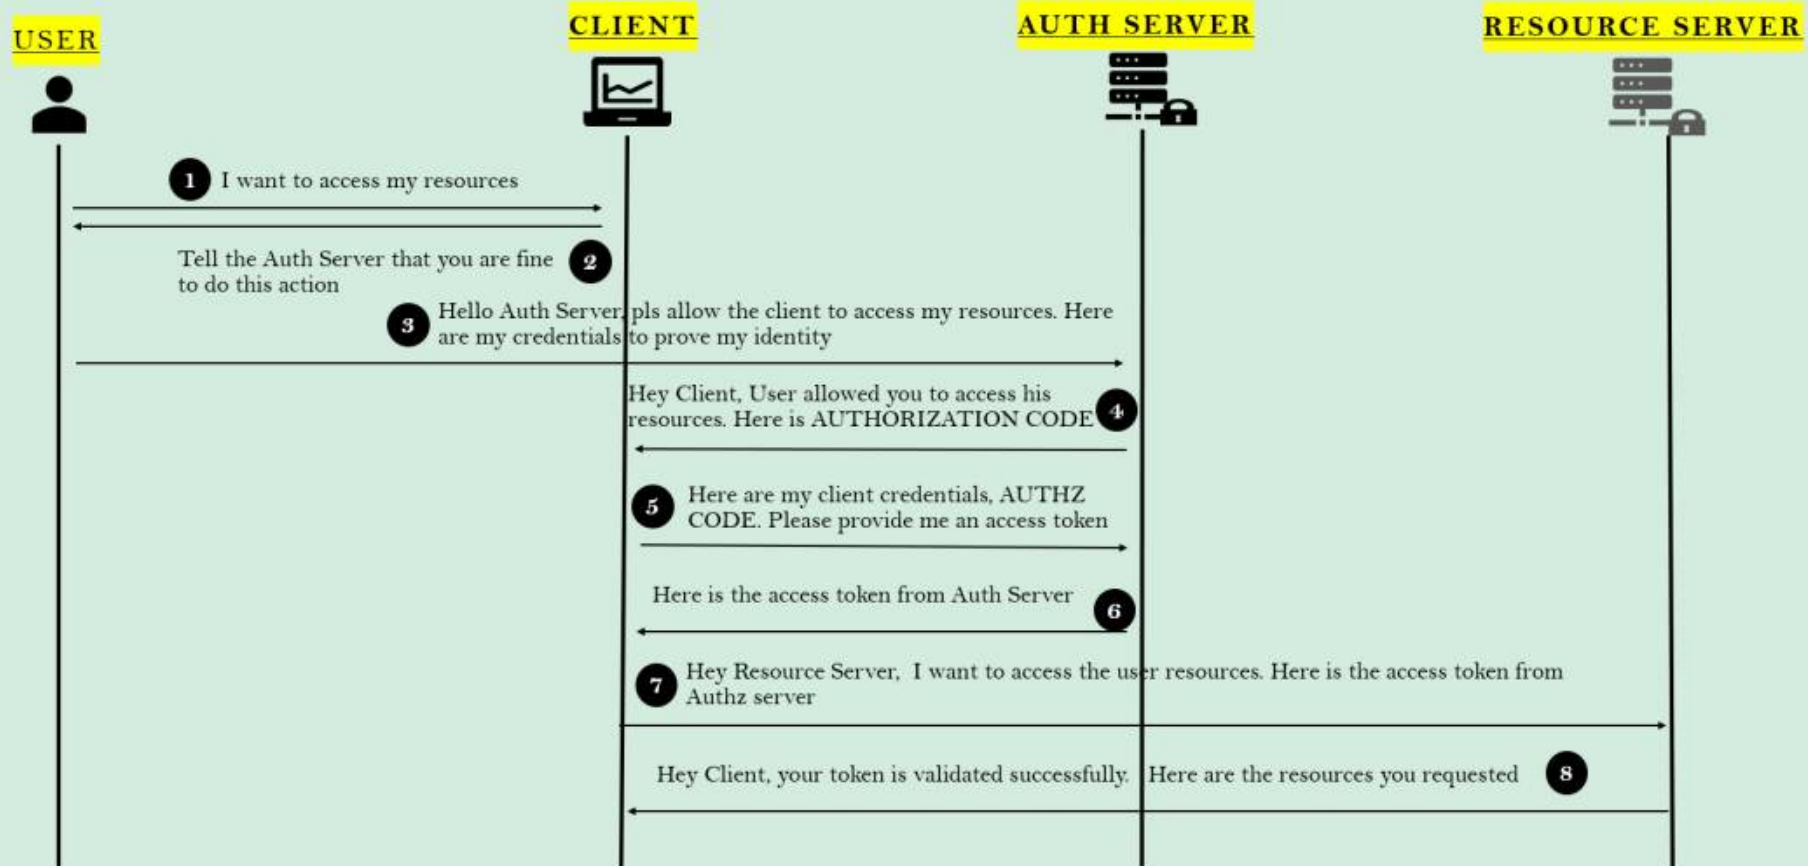 USER
CLIENT
AUTH SERVER
RESOURCE SERVER
1 I want to access my resources
Tell the Auth Server that you are fine 2
to do this action
3 Hello Auth Server, pls allow the client to access my resources. Here
are my credentials to prove my identity
Hey Client, User allowed you to access his
resources. Here is AUTHORIZATION CODE 4
5 Here are my client credentials, AUTHZ
CODE. Please provide me an access token
Here is the access token from Auth Server 6
7 Hey Resource Server, I want to access the user resources. Here is the access token from
Authz server
Hey Client, your token is validated successfully. Here are the resources you requested 8